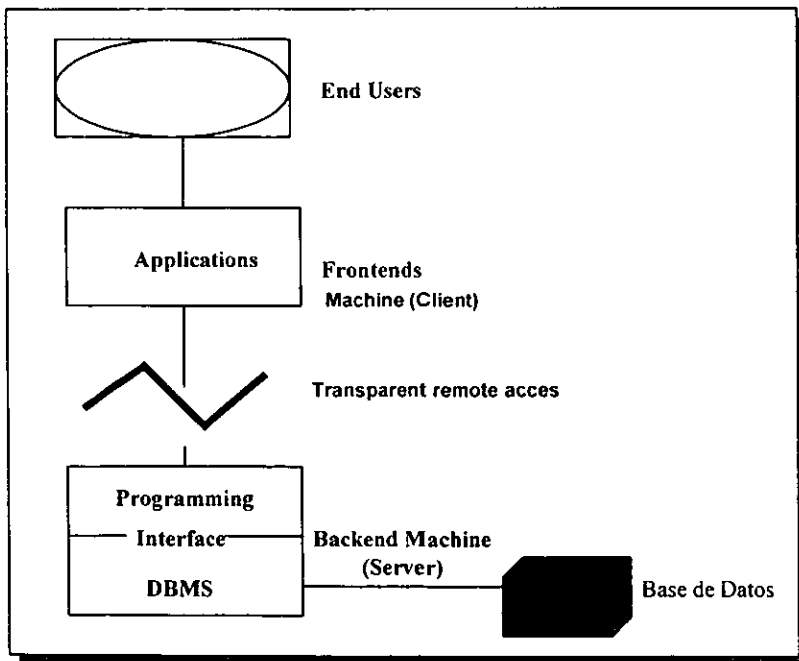 End Users
Applications
Frontends
Machine (Client)
Transparent remote acces
Programming
Interface
Backend Machine
(Server)
DBMS
Base de Datos